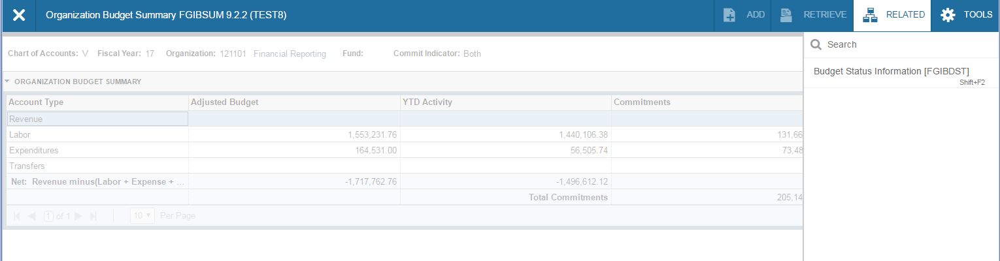 Organization Budget Summary FGIBSUM 9.2.2 (TEST8)
ADD
RETRIEVE
RELATED
TOOLS
Search
Budget Status Information [FGIBDST]
Shift+F2
Chart of Accounts: V Fiscal Year: 17 Organization: 121101 Financial Reporting Fund: Commit Indicator: Both
ORGANIZATION BUDGET SUMMARY
Account Type Adjusted Budget YTD Activity Commitments
Revenue
Labor 1,553,231.76 1,440,106.38 131,66
Expenditures 164,531.00 56,505.74 73,48
Transfers
Net: Revenue minus(Labor + Expense + ... -1,717,762.76 -1,496,612.12
Total Commitments 205,14
1 of 1 10 Per Page